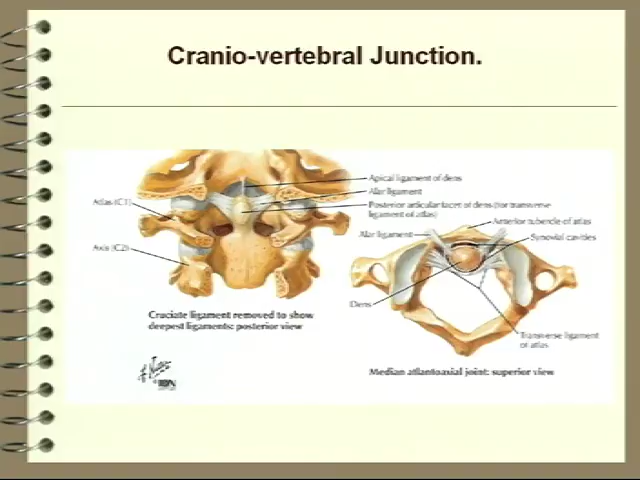 Cranio-vertebral Junction.
Apical ligament of dens
Alar ligament
Posterior articular facet of dens (for transverse
ligament of atlas)
Atlas (C1)
Axis (C2)
Cruciate ligament removed to show
deepest ligaments: posterior view
Anterior tubercle of atlas
Alar ligament
Synovial cavities
Dens
Transverse ligament
of atlas
Median atlantoaxial joint: superior view